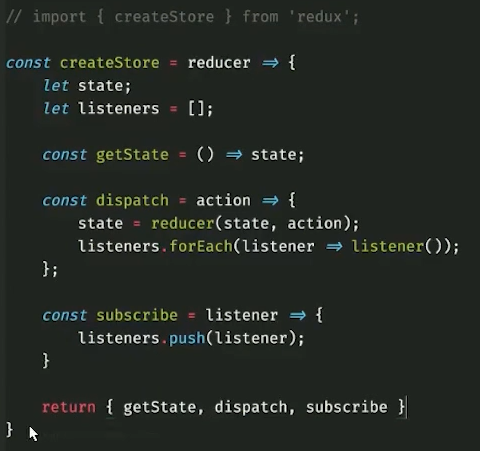 // import { createStore } from 'redux';
const createStore = reducer => {
let state;
let listeners = [];
const getState = () => state;
const dispatch = action => {
state = reducer(state, action);
listeners.forEach(listener => listener());
};
const subscribe = listener => {
listeners.push(listener);
}
return { getState, dispatch, subscribe }
}